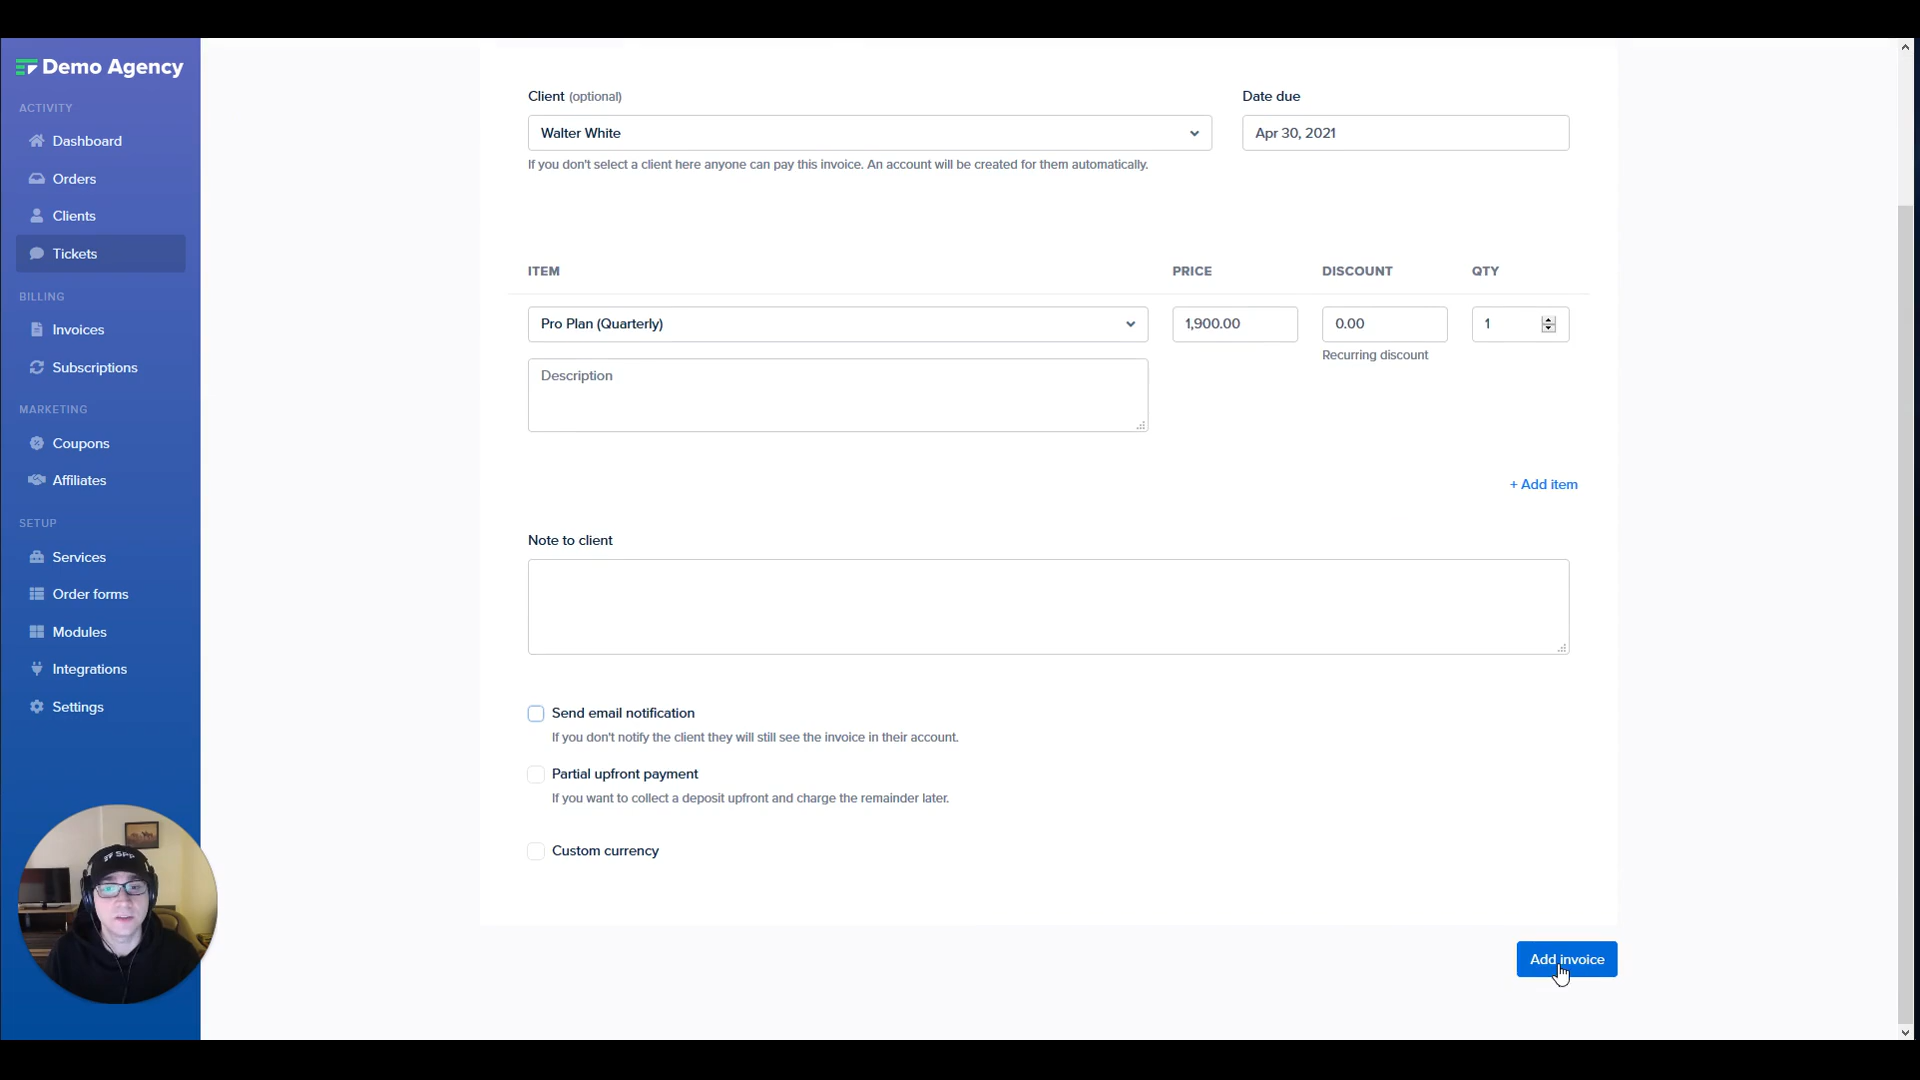 Demo Agency
ACTIVITY
Dashboard
Orders
Clients
Tickets
BILLING
Invoices
Subscriptions
MARKETING
Coupons
Affiliates
SETUP
Services
Order forms
Modules
Integrations
Settings
SPP
Client (optional)
Walter White
If you don't select a client here anyone can pay this invoice. An account will be created for them automatically.
Date due
Apr 30, 2021
ITEM PRICE DISCOUNT QTY
Pro Plan (Quarterly) 1,900.00 0.00 1
Recurring discount
Description
+ Add item
Note to client
Send email notification
If you don't notify the client they will still see the invoice in their account.
Partial upfront payment
If you want to collect a deposit upfront and charge the remainder later.
Custom currency
Add invoice